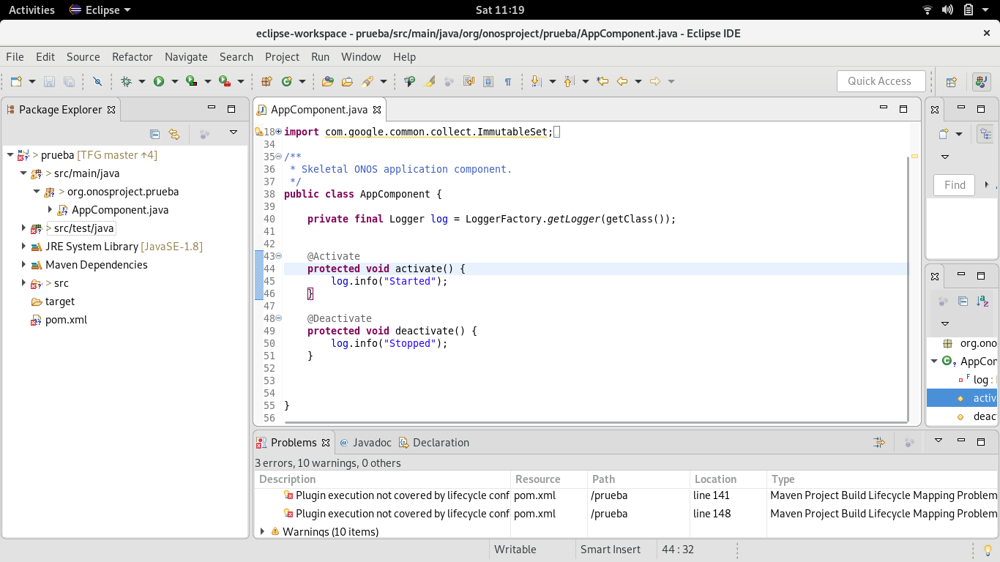 Activities Eclipse Sat 11:19
eclipse-workspace - prueba/src/main/java/org/onosproject/prueba/AppComponent.java - Eclipse IDE
File Edit Source Refactor Navigate Search Project Run Window Help
Quick Access
Package Explorer
> prueba [TFG master ↑4]
> src/main/java
> org.onosproject.prueba
AppComponent.java
> src/test/java
JRE System Library [JavaSE-1.8]
Maven Dependencies
> src
target
pom.xml
AppComponent.java
18 import com.google.common.collect.ImmutableSet;
34
35 /**
36 * Skeletal ONOS application component.
37 */
38 public class AppComponent {
39
40 private final Logger log = LoggerFactory.getLogger(getClass());
41
42
43 @Activate
44 protected void activate() {
45 log.info("Started");
46 }
47
48 @Deactivate
49 protected void deactivate() {
50 log.info("Stopped");
51 }
52
53
54
55 }
56
Find
org.ono
AppCon
log :
activ
deac
Problems Javadoc Declaration
3 errors, 10 warnings, 0 others
Description Resource Path Location Type
Plugin execution not covered by lifecycle conf pom.xml /prueba line 141 Maven Project Build Lifecycle Mapping Problem
Plugin execution not covered by lifecycle conf pom.xml /prueba line 148 Maven Project Build Lifecycle Mapping Problem
Warnings (10 items)
Writable Smart Insert 44 : 32